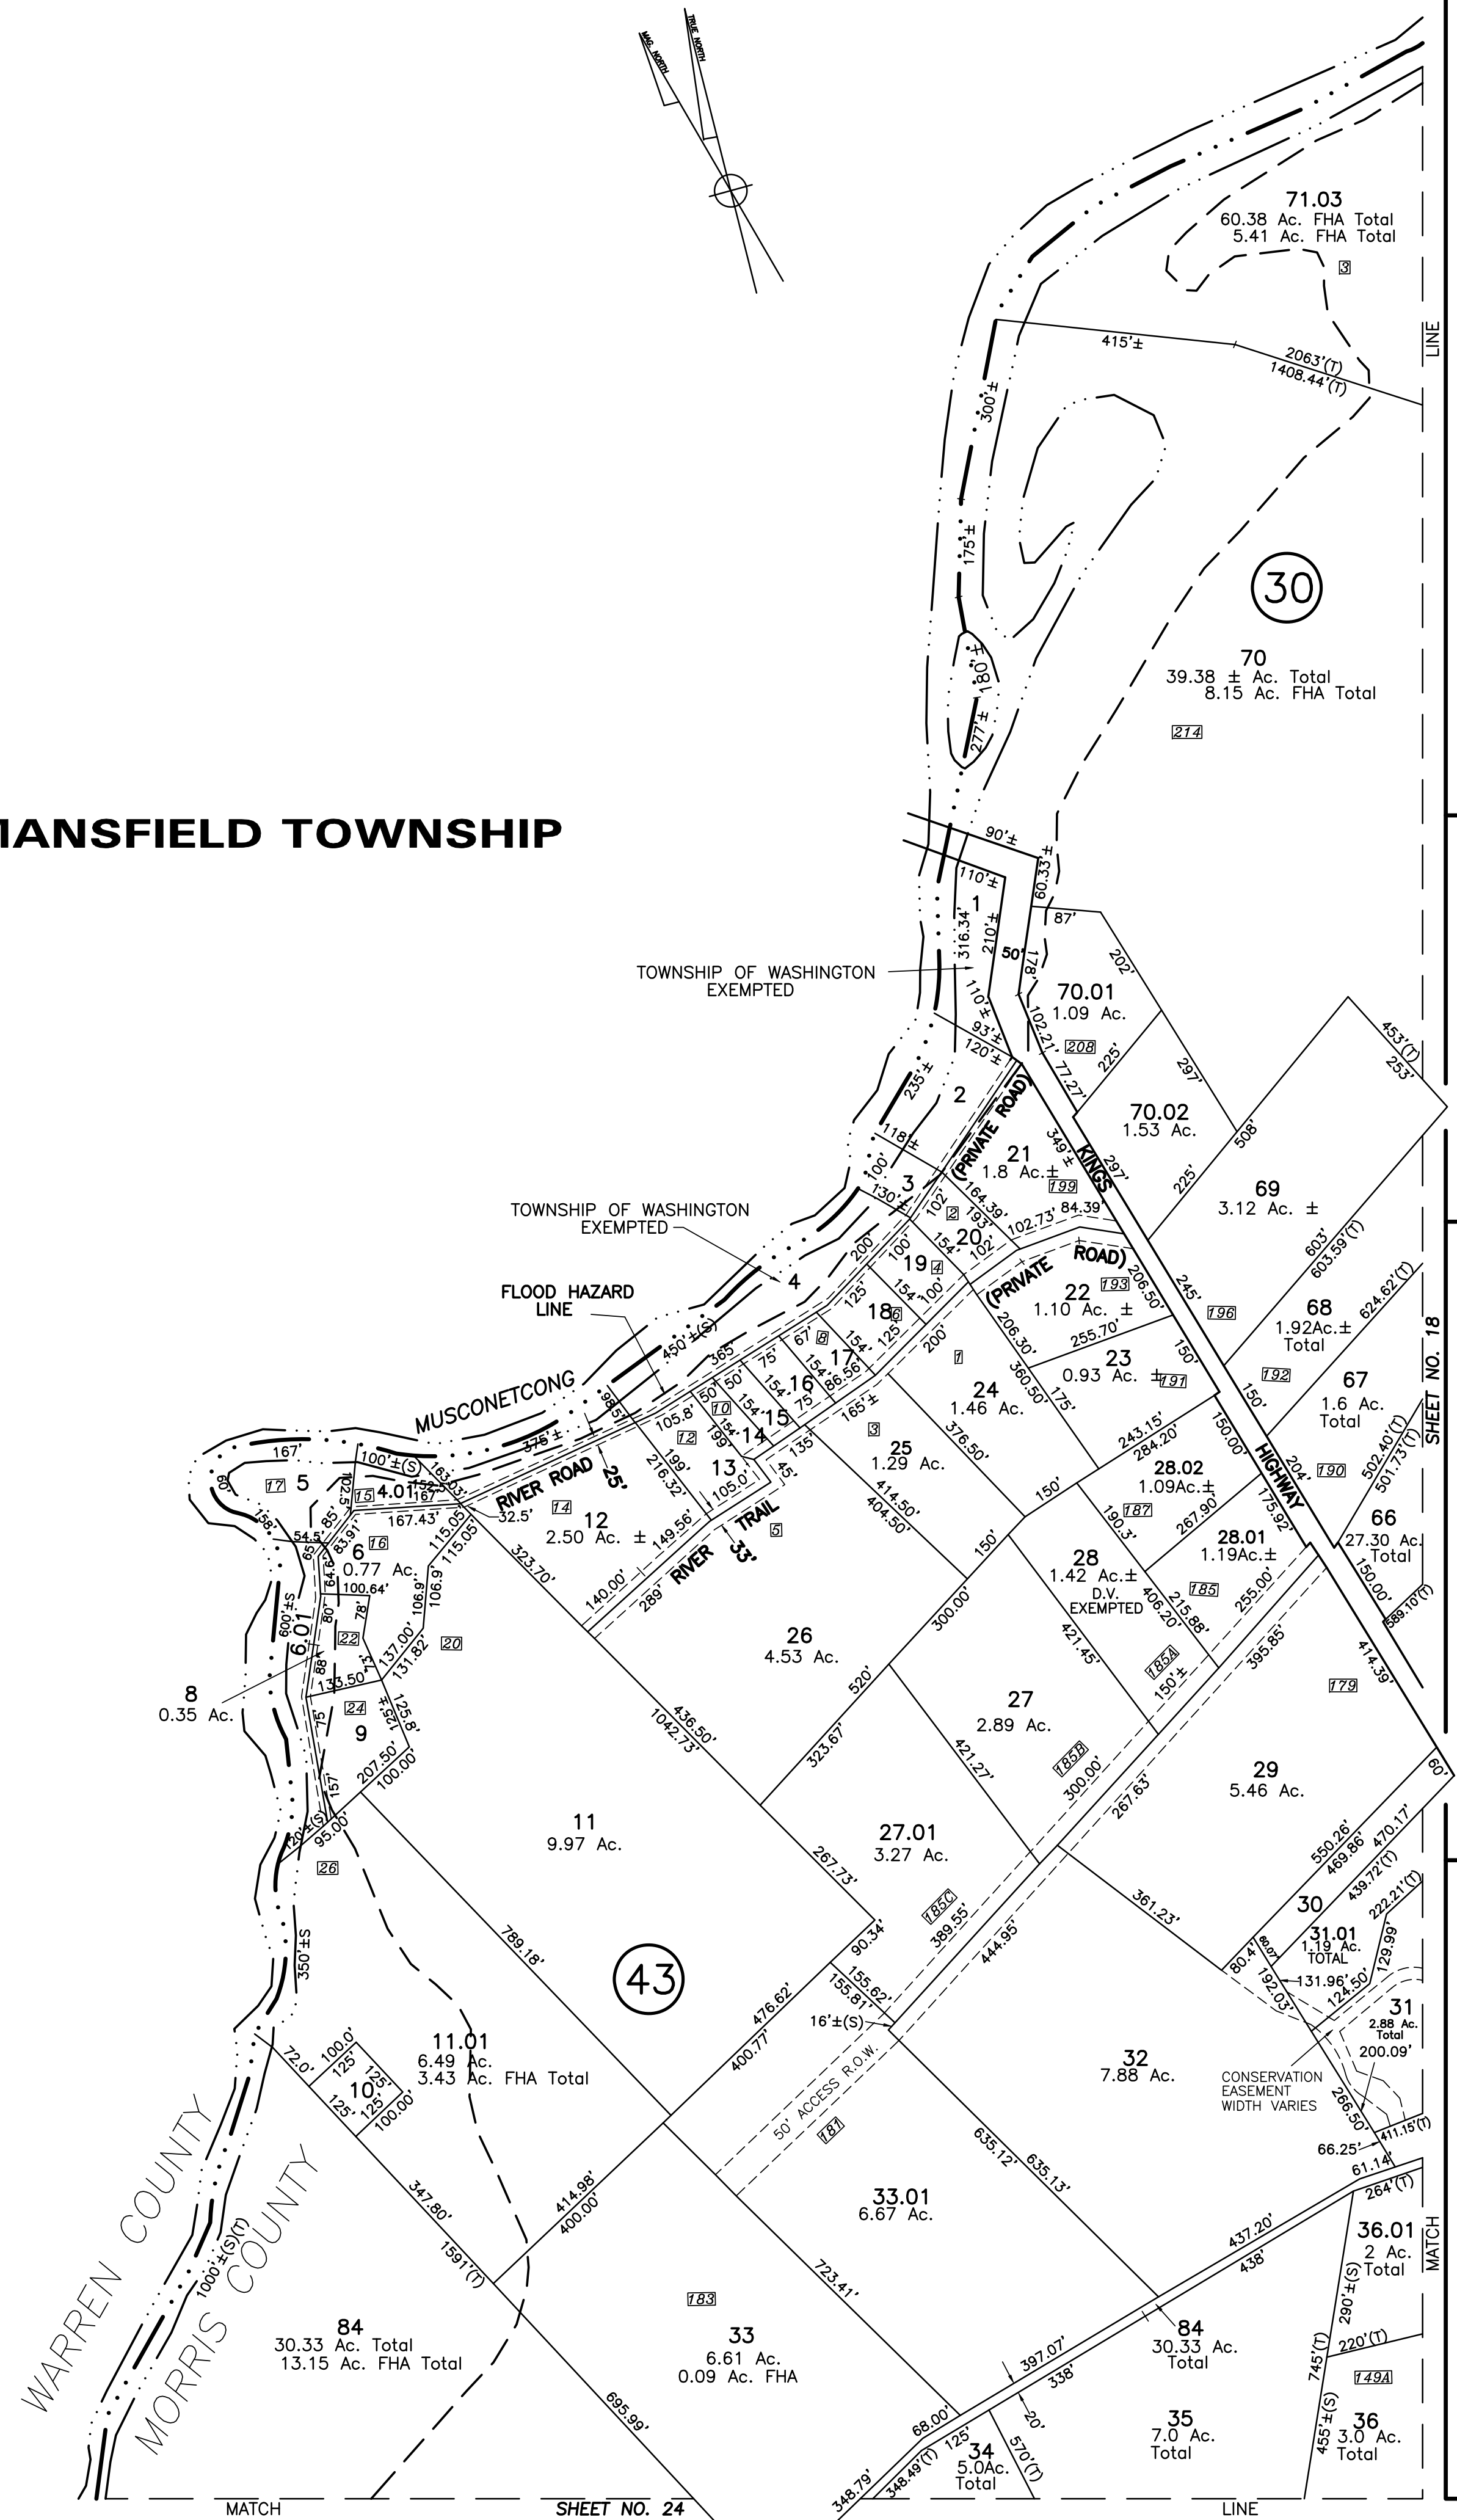 MAG. NORTH
TRUE NORTH
71.03
60.38 Ac. FHA Total
5.41 Ac. FHA Total
3
LINE
415'±
2063'(T)
1408.44'(T)
300'±
175'±
30
70
39.38 ± Ac. Total
8.15 Ac. FHA Total
214
180'±
277'±
MANSFIELD TOWNSHIP
90'±
110'±
60.33'±
1
316.34'
210'±
50'
178'
87'
202'
TOWNSHIP OF WASHINGTON
EXEMPTED
110'±
93'±
120'±
102.21'
70.01
1.09 Ac.
208
77.27'
225'
297'
453'(T)
253'
235'±
2
(PRIVATE ROAD)
70.02
1.53 Ac.
508'
118'±
100'
130'±
3
102'
349'±
21
1.8 Ac.±
199
KINGS
297'
225'
69
3.12 Ac. ±
164.39'
193'
2
84.39'
102.73'
TOWNSHIP OF WASHINGTON
EXEMPTED
4
200'
100'
154'
20
102'
19
4
(PRIVATE ROAD)
206.50'
245'
603'
603.59'(T)
FLOOD HAZARD
LINE
125'
154'
100'
18
6
125'
200'
22
193
1.10 Ac. ±
196
68
1.92Ac.±
Total
624.62'(T)
SHEET NO. 18
450'±(S)
365'
67'
8
154'
17
86.56'
1
206.30'
255.70'
23
0.93 Ac. ±
191
150'
360.50'
175'
192
67
1.6 Ac.
Total
75'
154'
16
75'
50'
154'
15
165'±
24
1.46 Ac.
150'
MUSCONETCONG
98.5'
105.8'
50'
10
154'
14
135'
3
376.50'
25
1.29 Ac.
243.15'
284.20'
150.00'
HIGHWAY
204'
190
502.40'(T)
501.73'(T)
167'
375'±
12
199'
199'
13
216.32'
105.0'
45'
414.50'
404.50'
150'
28.02
1.09Ac.±
187
190.3'
267.90'
175.92'
66
27.30 Ac.
Total
60'
17
5
100'±(S)
163.03'
152.5'
102.5'
15
4.01
167'
167.43'
32.5'
RIVER ROAD
25'
14
12
2.50 Ac. ±
149.56'
RIVER TRAIL
33'
5
158'
85'
83.91'
54.5'
65'
6
16
0.77 Ac.
115.05'
115.05'
323.70'
140.00'
289'
150'
28
1.42 Ac.±
D.V.
EXEMPTED
28.01
1.19Ac.±
185
150.00'
589.10'(T)
64.6'
100.64'
106.9'
106.9'
600'±S
6.01
80'
78'
22
137.00'
131.82'
20
26
4.53 Ac.
300.00'
406.20'
215.88'
255.00'
421.45'
185A
395.85'
414.39'
8
0.35 Ac.
88'
73'
133.50'
24
9
75'
125'±
125.8'
520'
150'±
179
436.50'
1042.73'
323.67'
27
2.89 Ac.
421.27'
185B
300.00'
267.63'
29
5.46 Ac.
60'
157'
207.50'
100.00'
120'±(S)
95.00'
26
11
9.97 Ac.
27.01
3.27 Ac.
267.73'
550.26'
469.86'
470.17'
439.72'(T)
222.21'(T)
185C
389.55'
444.95'
361.23'
30
350'±S
789.18'
90.34'
80.4'
60.07'
31.01
1.19 Ac.
TOTAL
129.99'
43
476.62'
400.77'
155.62'
155.81'
16'±(S)
192.03'
131.96'
124.50'
31
2.88 Ac.
Total
200.09'
72.0'
100.0'
125'
125'
10
125'
125'
100.00'
11.01
6.49 Ac.
3.43 Ac. FHA Total
50' ACCESS R.O.W.
181
32
7.88 Ac.
CONSERVATION
EASEMENT
WIDTH VARIES
266.50'
411.15'(T)
66.25'
61.14'
264'(T)
WARREN COUNTY
MORRIS COUNTY
1000'±(S)(T)
347.80'
1591'(T)
414.98'
400.00'
635.12'
635.13'
33.01
6.67 Ac.
437.20'
438'
36.01
2 Ac.
Total
MATCH
290'±(S)
723.41'
183
84
30.33 Ac. Total
13.15 Ac. FHA Total
33
6.61 Ac.
0.09 Ac. FHA
397.07'
338'
84
30.33 Ac.
Total
745'(T)
220'(T)
149A
695.99'
68.00'
125'
20'
35
7.0 Ac.
Total
455'±(S)
36
3.0 Ac.
Total
348.79'
348.49'(T)
34
5.0Ac.
Total
570'(T)
MATCH
SHEET NO. 24
LINE